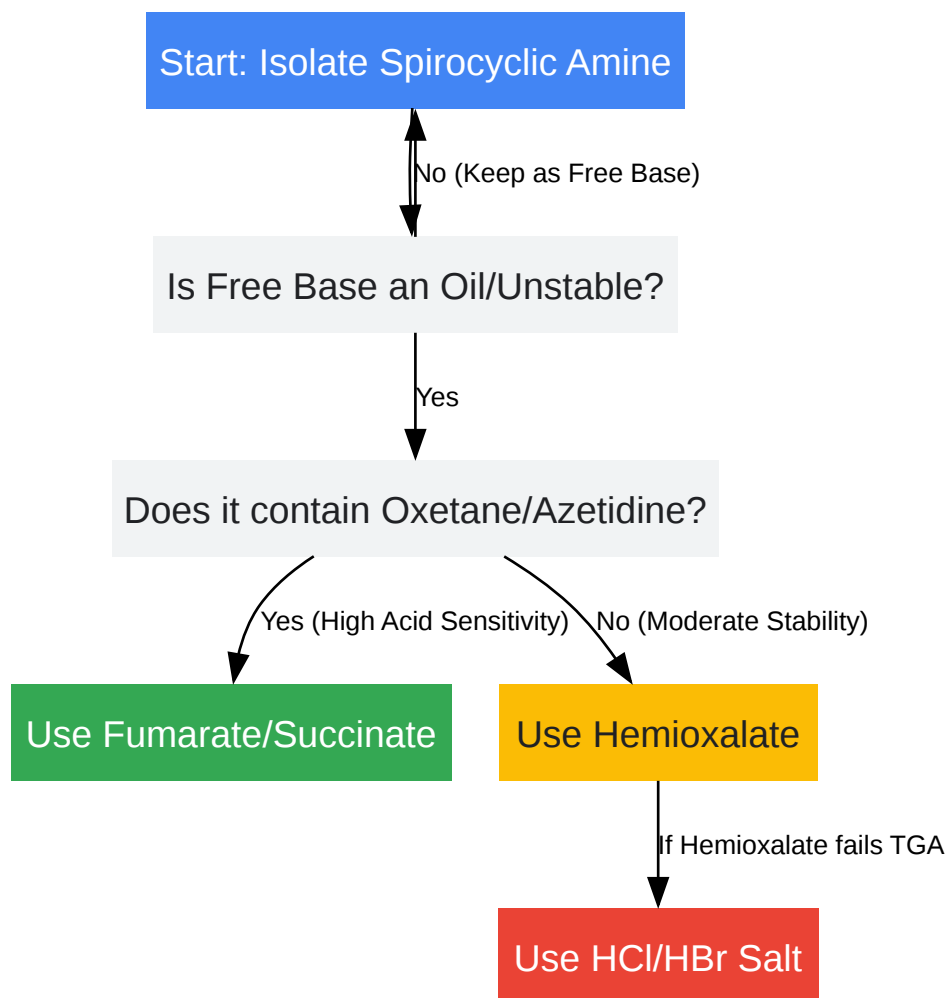 Start: Isolate Spirocyclic Amine
No (Keep as Free Base)
Is Free Base an Oil/Unstable?
Yes
Does it contain Oxetane/Azetidine?
Yes (High Acid Sensitivity)
No (Moderate Stability)
Use Fumarate/Succinate
Use Hemioxalate
If Hemioxalate fails TGA
Use HCl/HBr Salt